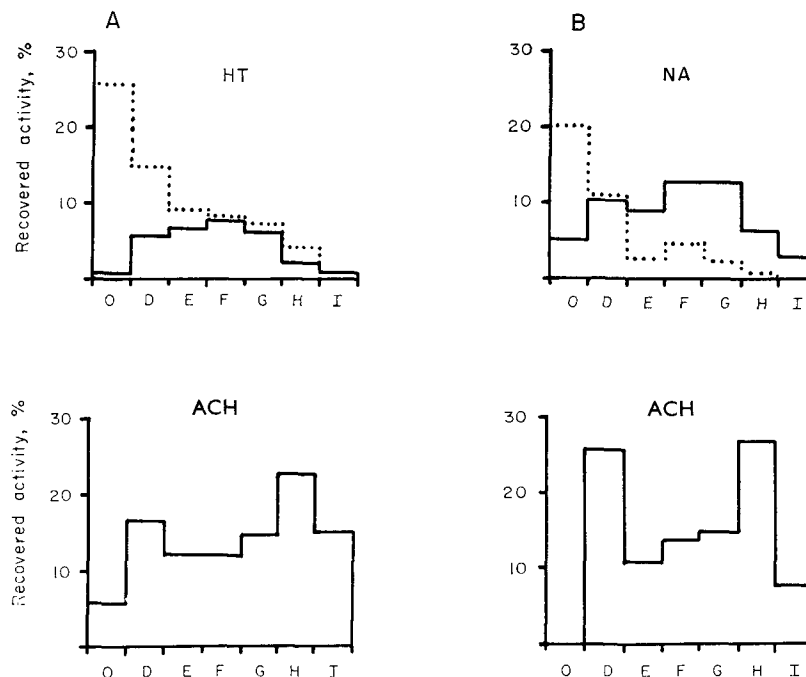 A
Recovered activity, %
30
20
10
HT
O D E F G H I
B
30
20
10
NA
O D E F G H I
Recovered activity, %
30
20
10
ACH
O D E F G H I
30
20
10
ACH
O D E F G H I